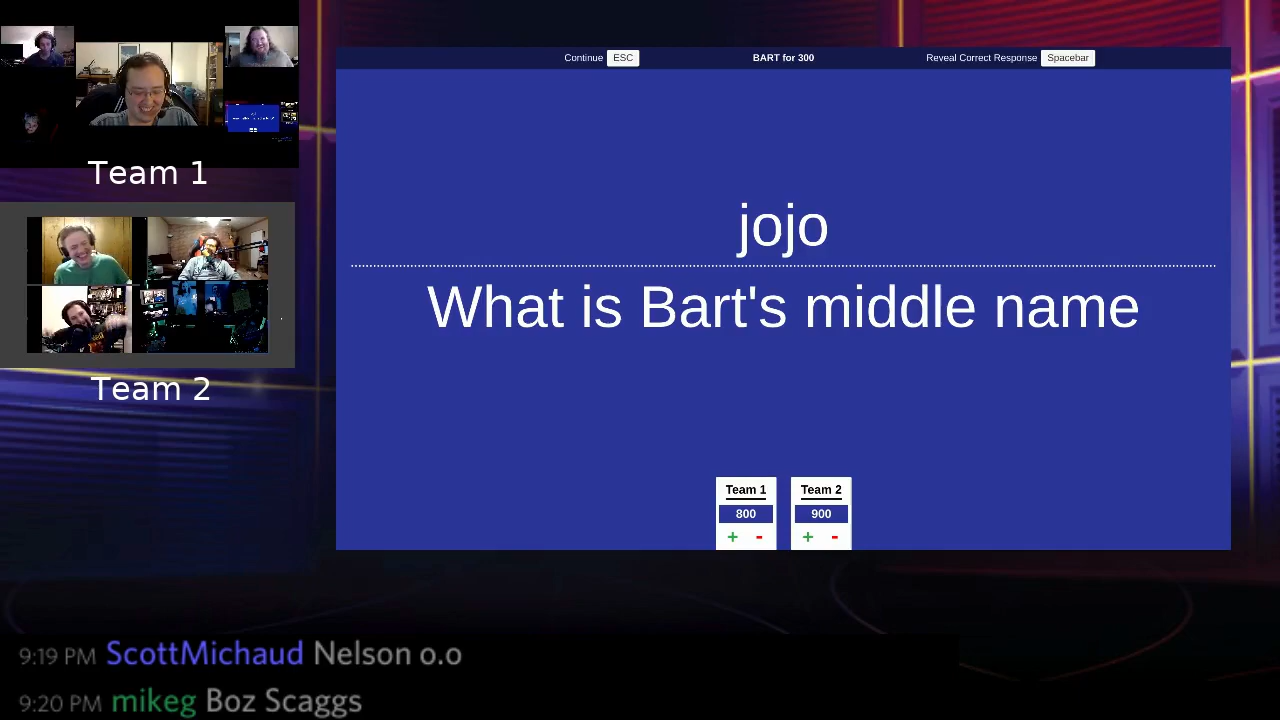 Team 1
Team 2
Continue ESC
BART for 300
Reveal Correct Response Spacebar
jojo
What is Bart's middle name
Team 1
800
+ -
Team 2
900
+ -
9:19 PM ScottMichaud Nelson o.o
9:20 PM mikeg Boz Scaggs